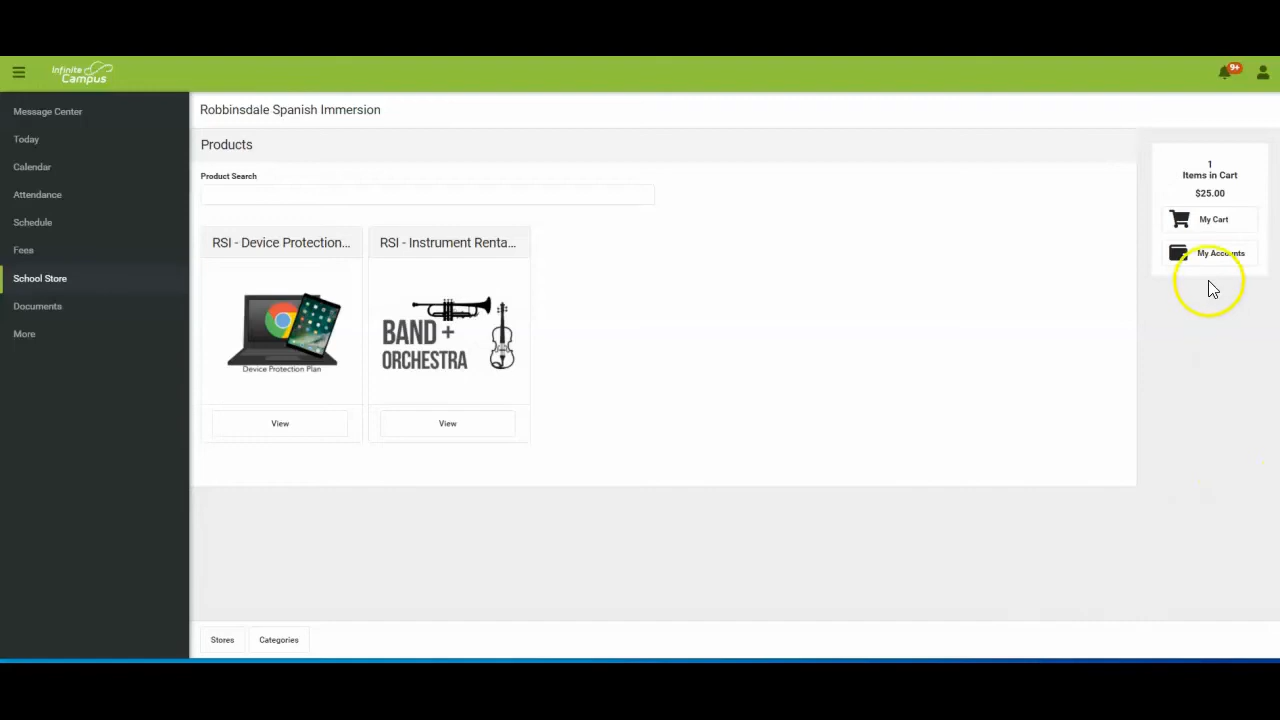 Infinite
Campus
9+
Message Center
Today
Calendar
Attendance
Schedule
Fees
School Store
Documents
More
Robbinsdale Spanish Immersion
Products
Product Search
RSI - Device Protection...
RSI - Instrument Renta...
Device Protection Plan
BAND +
ORCHESTRA
View
View
1
Items in Cart
$25.00
My Cart
My Accounts
Stores
Categories